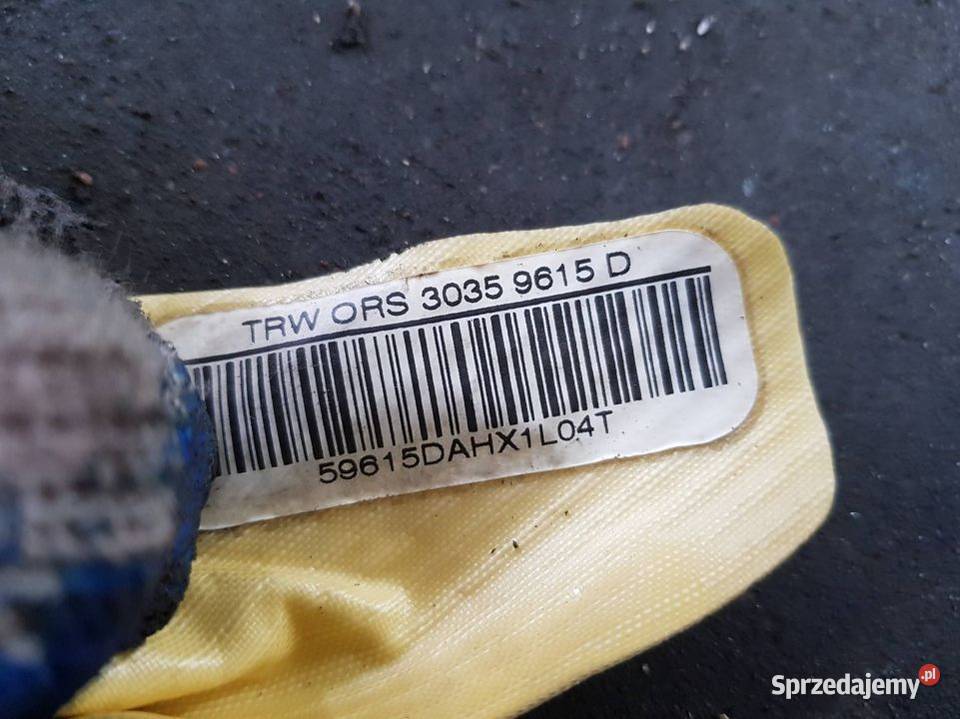 TRW ORS 3035 9615 D
59615DAHX1L04T
Sprzedajemy.pl